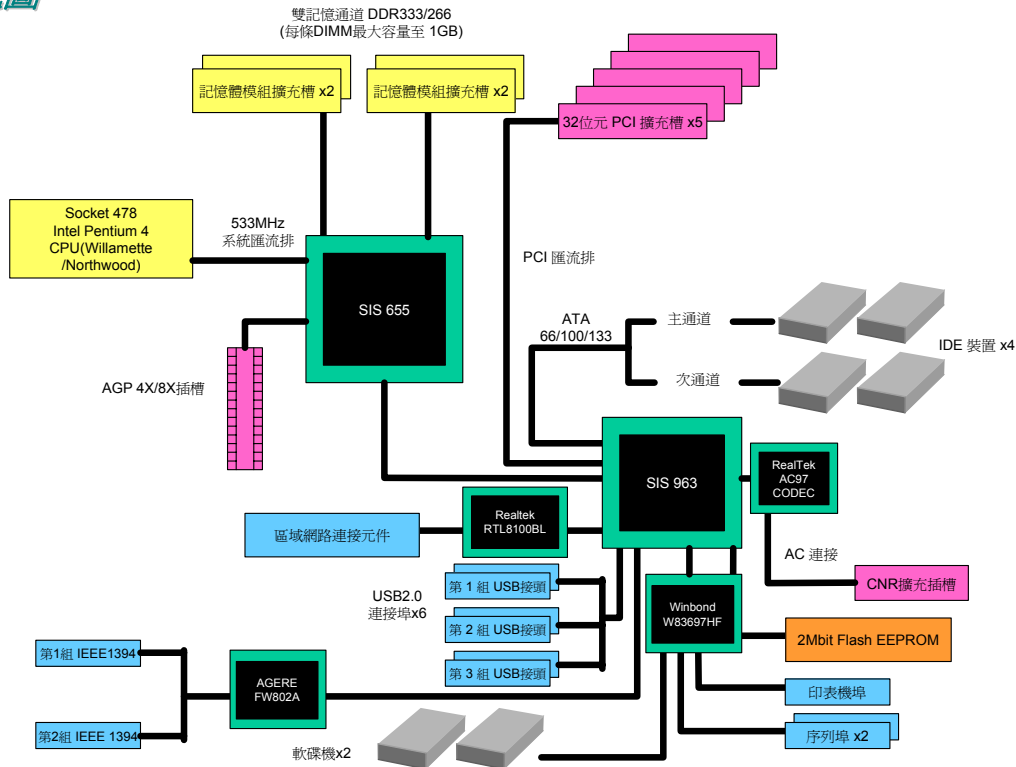 圖
雙記憶通道 DDR333/266
(每條DIMM最大容量至 1GB)
記憶體模組擴充槽 x2
記憶體模組擴充槽 x2
32位元 PCI 擴充槽 x5
Socket 478
Intel Pentium 4
CPU(Willamette
/Northwood)
533MHz
系統匯流排
SIS 655
PCI 匯流排
ATA
66/100/133
主通道
次通道
IDE 裝置 x4
AGP 4X/8X插槽
SIS 963
RealTek
AC97
CODEC
Realtek
RTL8100BL
區域網路連接元件
AC 連接
CNR擴充插槽
USB2.0
連接埠x6
第 1 組 USB接頭
第 2 組 USB接頭
第 3 組 USB接頭
Winbond
W83697HF
2Mbit Flash EEPROM
第1組 IEEE1394
AGERE
FW802A
第2組 IEEE 1394
印表機埠
序列埠 x2
軟碟機x2